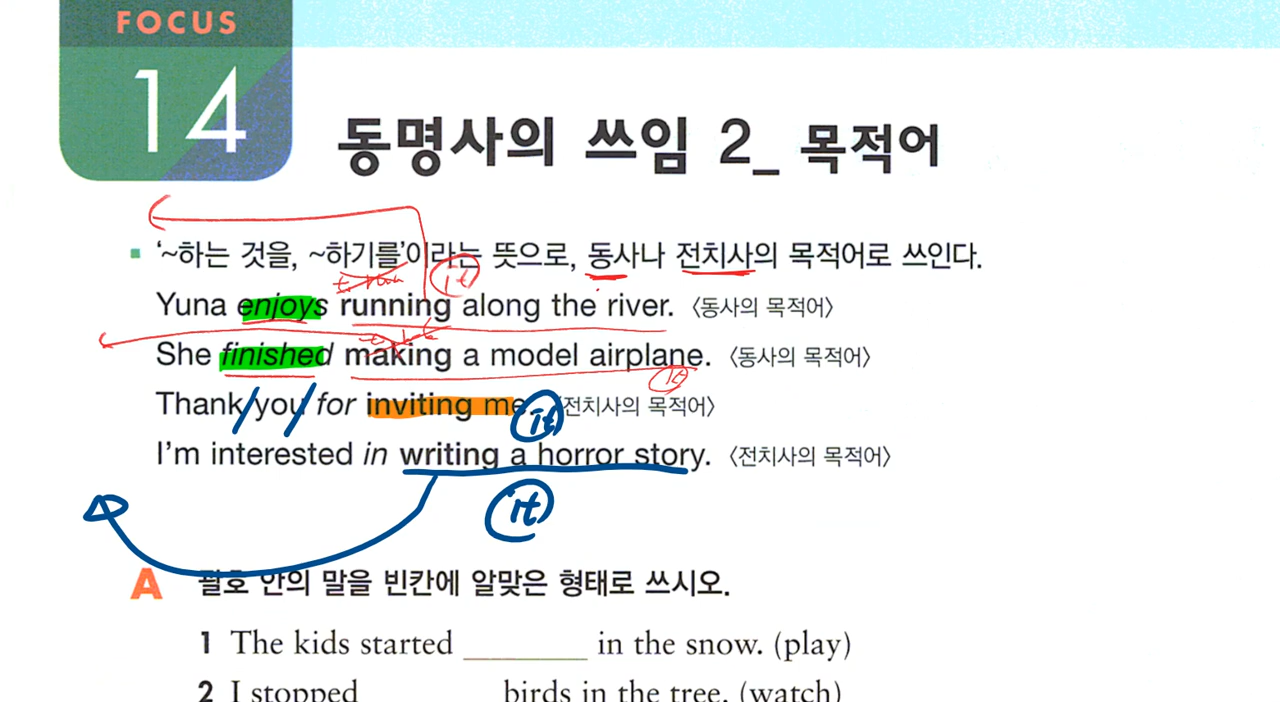 FOCUS
14
동명사의 쓰임 2_ 목적어
'~하는 것을, ~하기를'이라는 뜻으로, 동사나 전치사의 목적어로 쓰인다.
it
Yuna enjoys running along the river. 〈동사의 목적어〉
She finished making a model airplane. 〈동사의 목적어〉
it
Thank you for inviting me. 〈전치사의 목적어〉
it
I'm interested in writing a horror story. 〈전치사의 목적어〉
it
A 괄호 안의 말을 빈칸에 알맞은 형태로 쓰시오.
1 The kids started ________ in the snow. (play)
2 I stopped ________ birds in the tree. (watch)